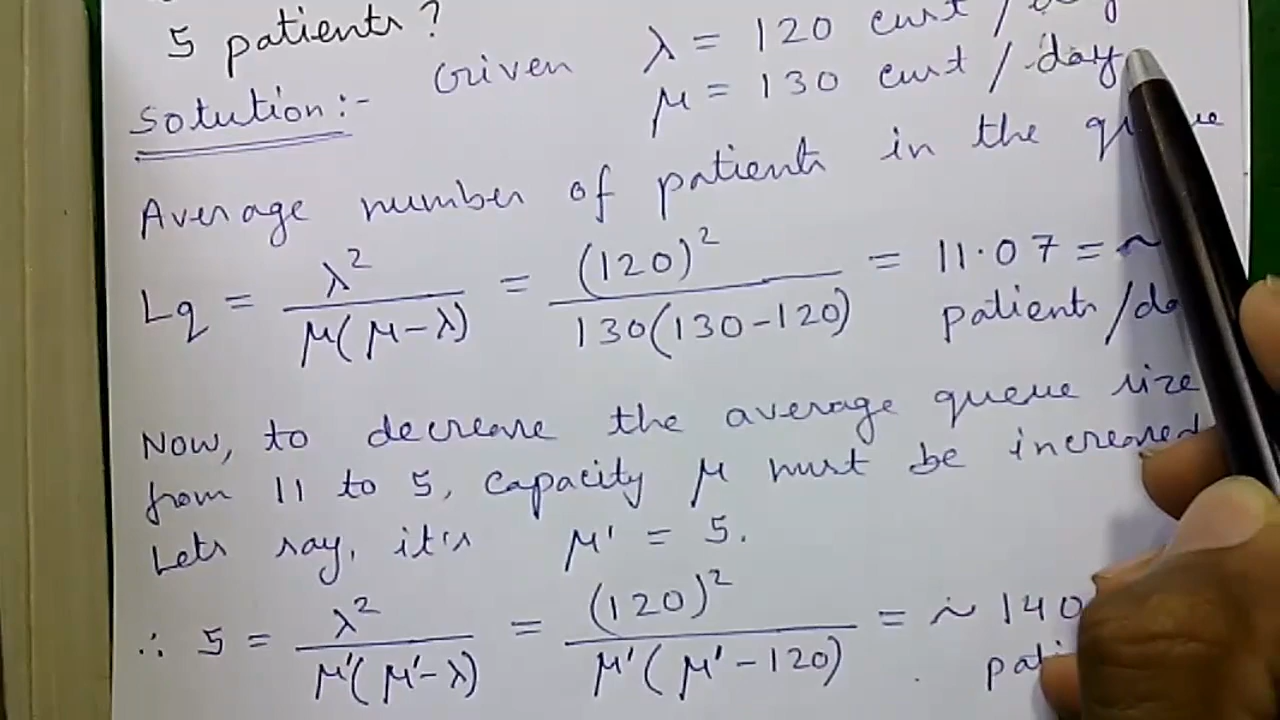 5 patients?
Solution:- Given λ = 120 cust /
μ = 130 cust / day
Average number of patients in the
Lq = λ² / μ(μ-λ) = (120)² / 130(130-120) = 11.07 = ~
patients /
Now, to decrease the average queue size
from 11 to 5, capacity μ must be increased
Lets say, it's μ' = 5.
∴ 5 = λ² / μ'(μ'-λ) = (120)² / μ'(μ'-120) = ~ 140